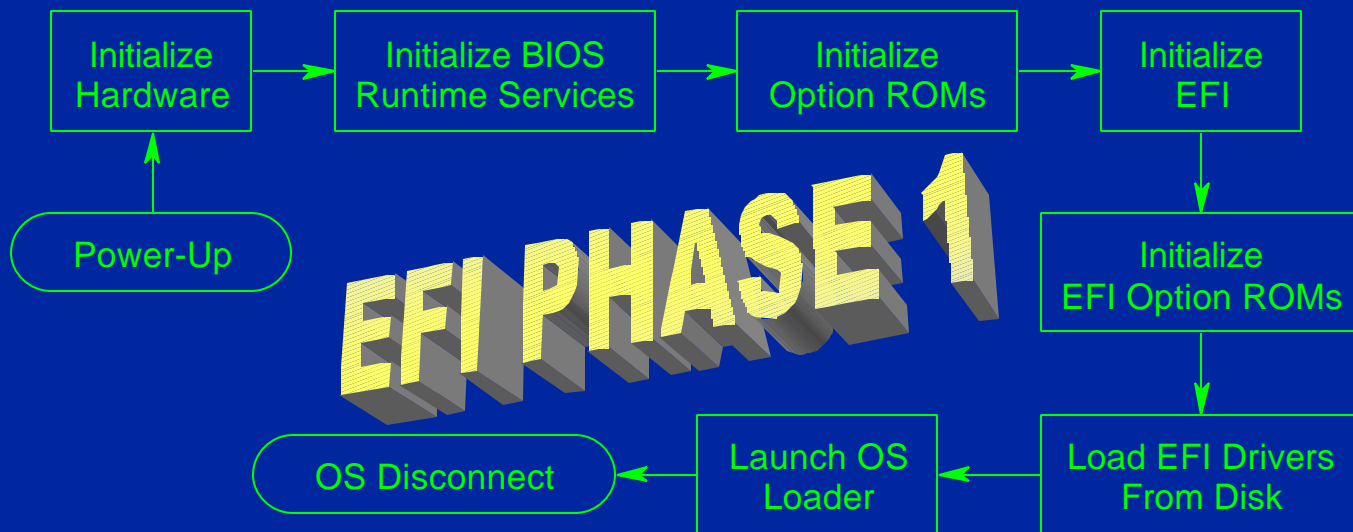 Initialize
Hardware
Initialize BIOS
Runtime Services
Initialize
Option ROMs
Initialize
EFI
Power-Up
EFI PHASE 1
Initialize
EFI Option ROMs
OS Disconnect
Launch OS
Loader
Load EFI Drivers
From Disk